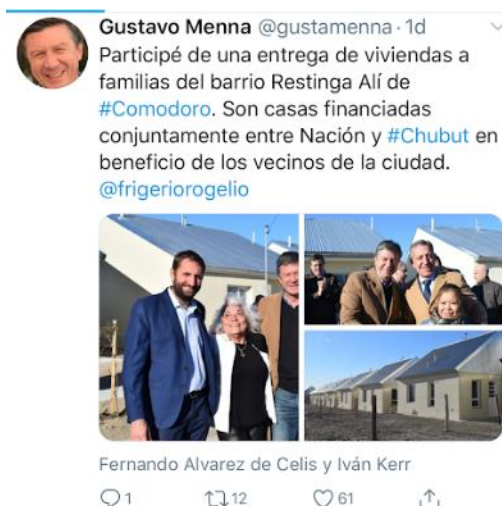 Gustavo Menna @gustamenna · 1d
Participé de una entrega de viviendas a
familias del barrio Restinga Alí de
#Comodoro. Son casas financiadas
conjuntamente entre Nación y #Chubut en
beneficio de los vecinos de la ciudad.
@frigeriorogelio
Fernando Alvarez de Celis y Iván Kerr
1 12 61